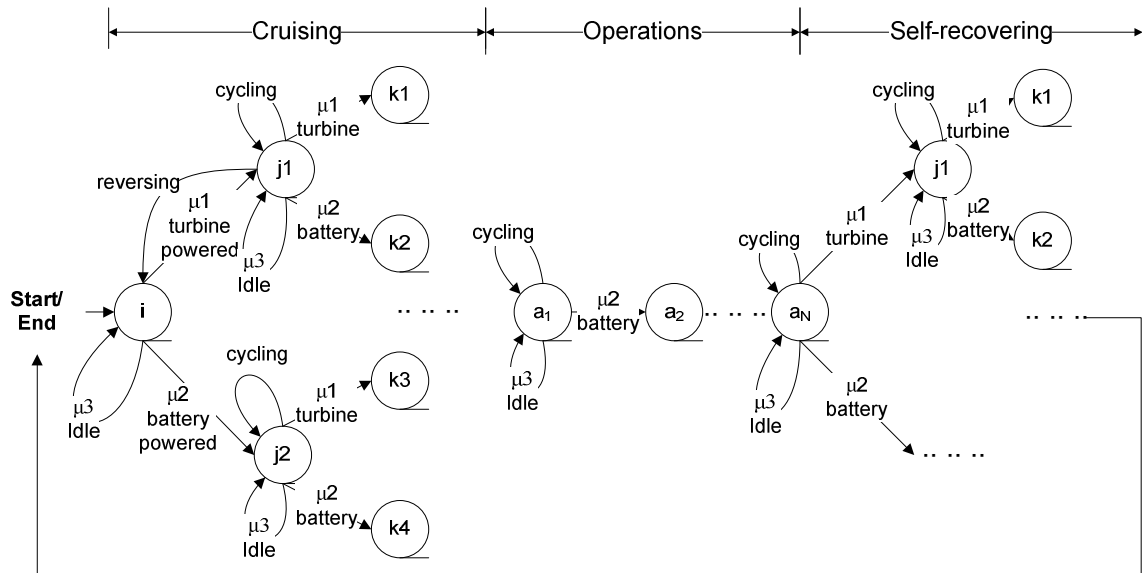 Cruising
Operations
Self-recovering
cycling
μ1
turbine
k1
j1
reversing
μ1
turbine
powered
μ2
battery
k2
μ3
Idle
Start/
End
i
μ3
Idle
μ2
battery
powered
cycling
μ1
turbine
k3
j2
μ2
battery
k4
μ3
Idle
.. .. ..
cycling
a1
μ2
battery
a2
μ3
Idle
.. .. ..
cycling
aN
μ3
Idle
μ1
turbine
μ2
battery
.. .. ..
cycling
μ1
turbine
k1
j1
μ2
battery
k2
μ3
Idle
.. .. ..